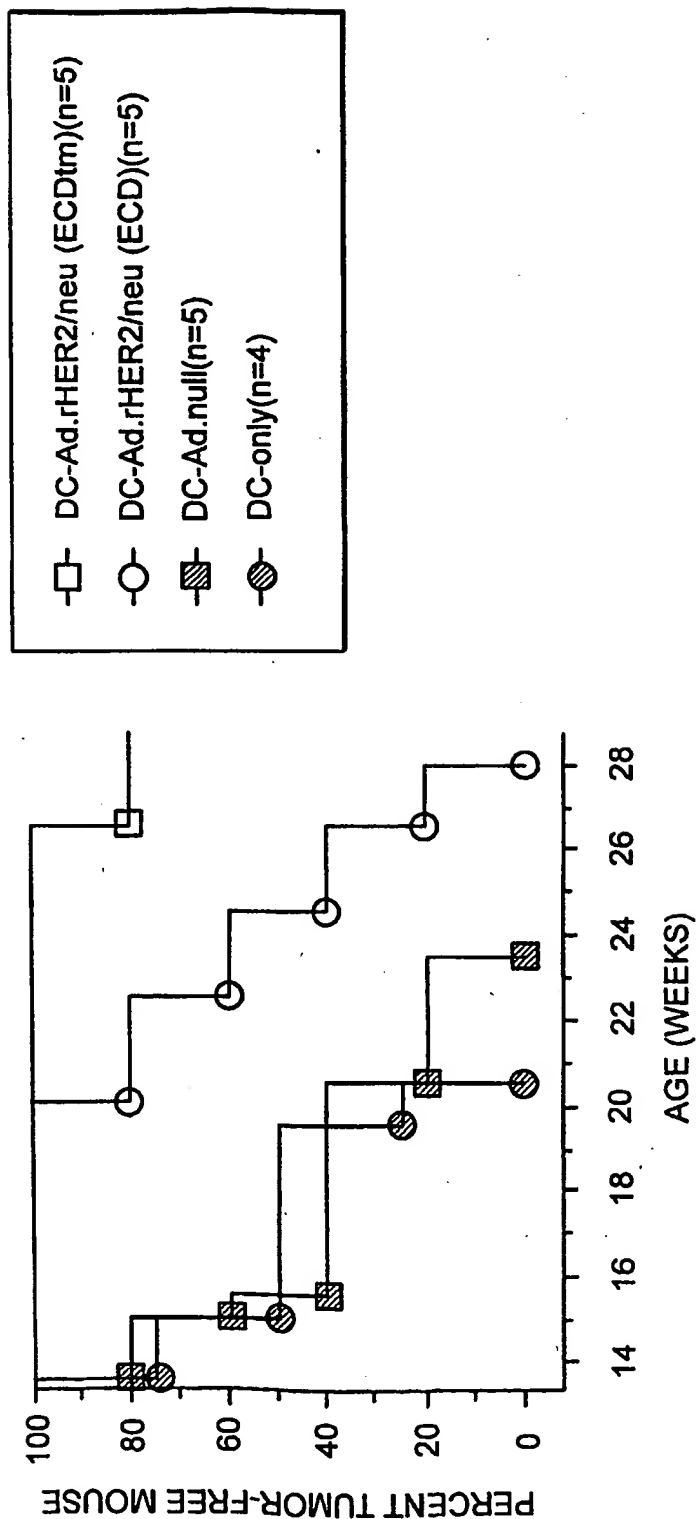 DC-Ad.rHER2/neu (ECDtm)(n=5)
DC-Ad.rHER2/neu (ECD)(n=5)
DC-Ad.null(n=5)
DC-only(n=4)
PERCENT TUMOR-FREE MOUSE
100
80
60
40
20
0
14 16 18 20 22 24 26 28
AGE (WEEKS)